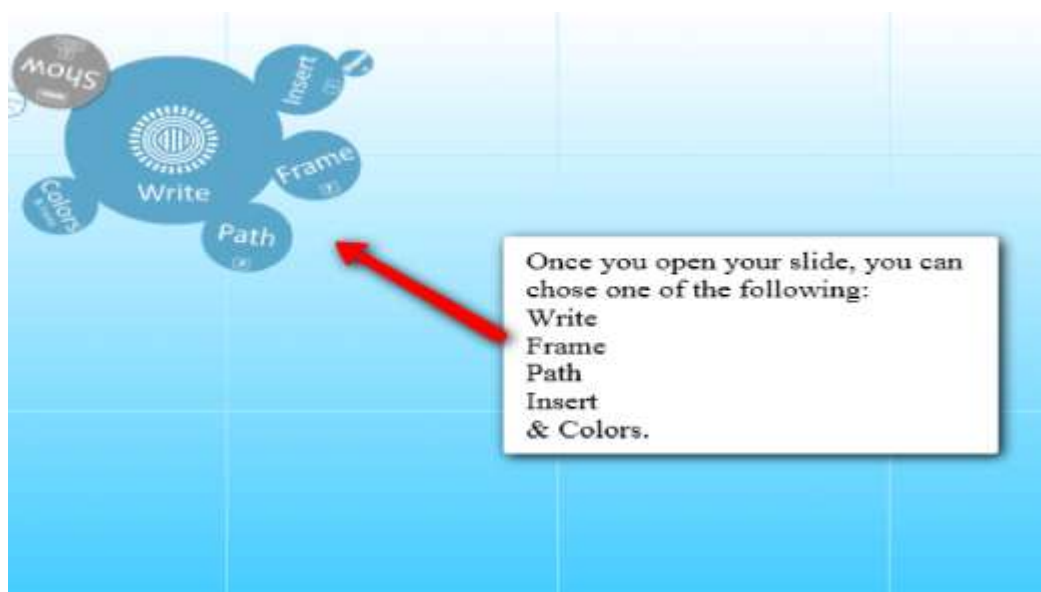 Show
Insert
Frame
Write
Colors
Path
Once you open your slide, you can
chose one of the following:
Write
Frame
Path
Insert
& Colors.